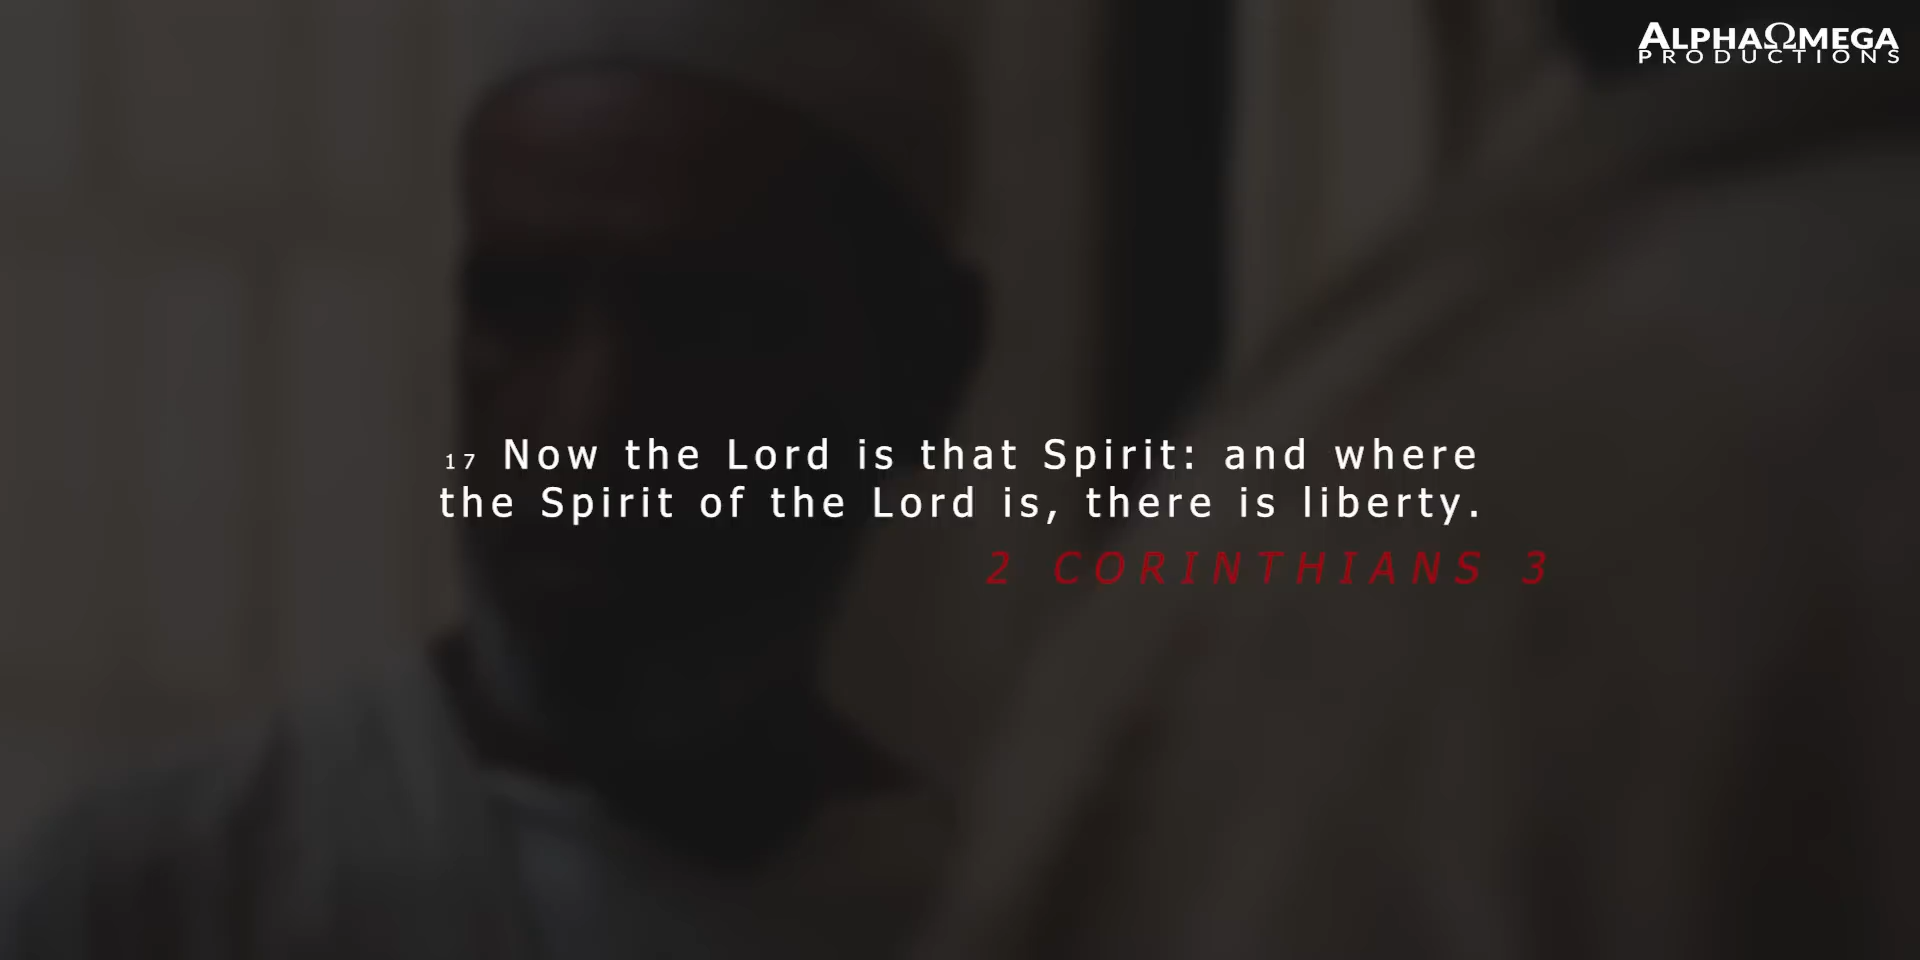 ALPHAΩMEGA
PRODUCTIONS
17 Now the Lord is that Spirit: and where
the Spirit of the Lord is, there is liberty.
2 CORINTHIANS 3